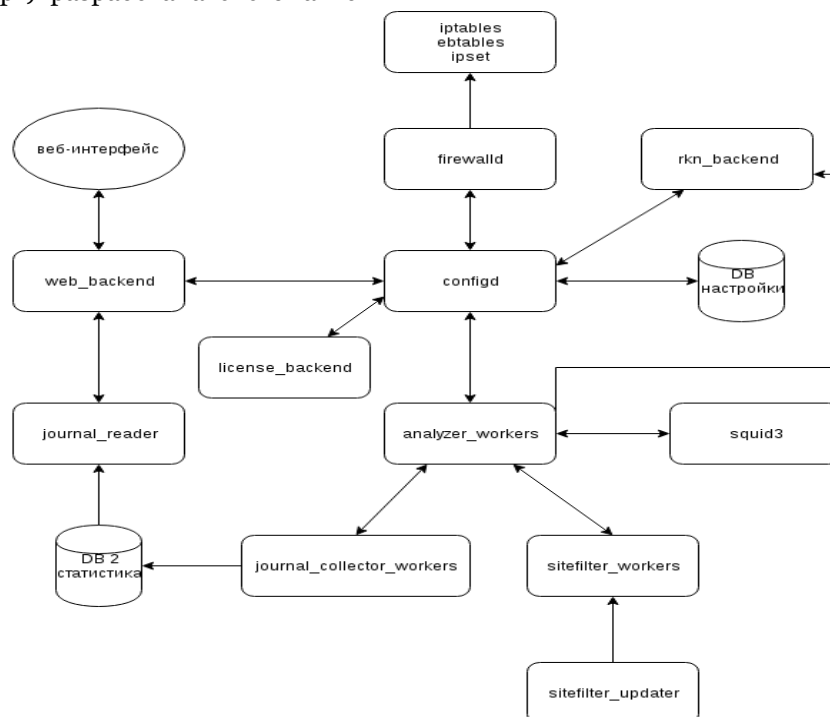 iptables
ebtables
ipset
веб-интерфейс
firewalld
rkn_backend
web_backend
configd
DB
настройки
license_backend
journal_reader
analyzer_workers
squid3
DB 2
статистика
journal_collector_workers
sitefilter_workers
sitefilter_updater